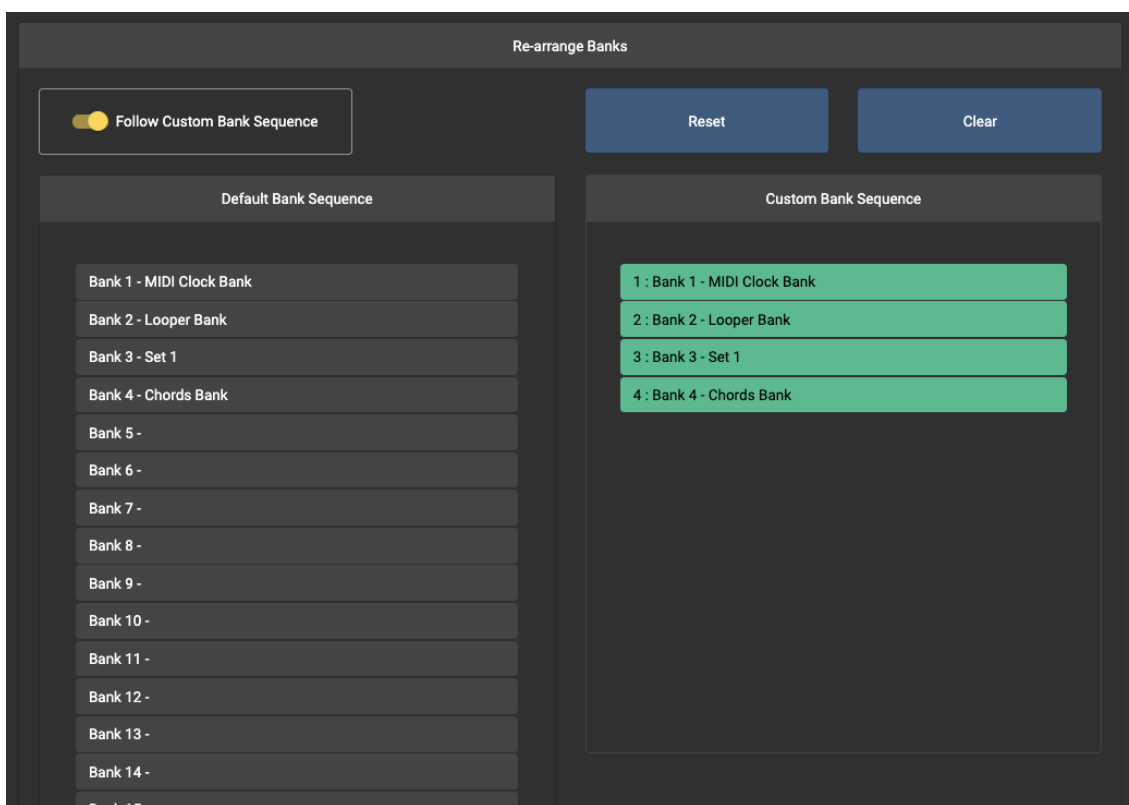 Re-arrange Banks
Follow Custom Bank Sequence
Reset
Clear
Default Bank Sequence
Bank 1 - MIDI Clock Bank
Bank 2 - Looper Bank
Bank 3 - Set 1
Bank 4 - Chords Bank
Bank 5 -
Bank 6 -
Bank 7 -
Bank 8 -
Bank 9 -
Bank 10 -
Bank 11 -
Bank 12 -
Bank 13 -
Bank 14 -
Custom Bank Sequence
1 : Bank 1 - MIDI Clock Bank
2 : Bank 2 - Looper Bank
3 : Bank 3 - Set 1
4 : Bank 4 - Chords Bank